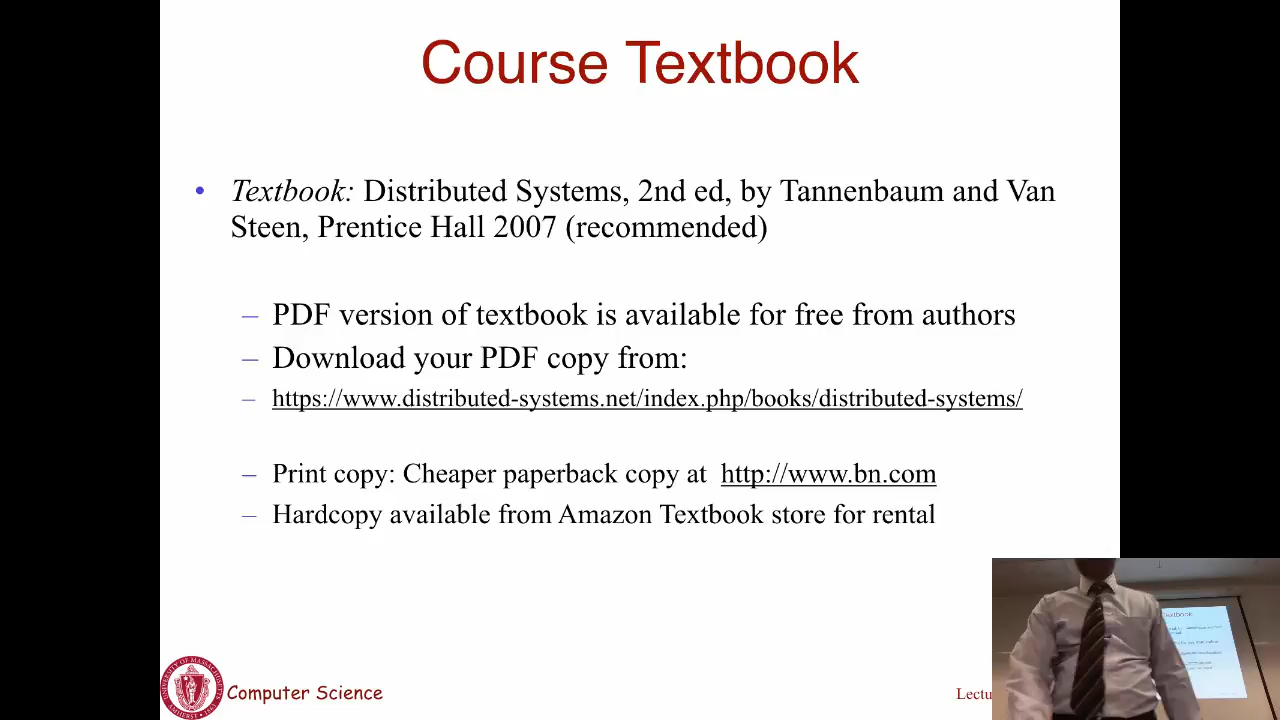 Course Textbook
• Textbook: Distributed Systems, 2nd ed, by Tannenbaum and Van
Steen, Prentice Hall 2007 (recommended)
– PDF version of textbook is available for free from authors
– Download your PDF copy from:
– https://www.distributed-systems.net/index.php/books/distributed-systems/
– Print copy: Cheaper paperback copy at http://www.bn.com
– Hardcopy available from Amazon Textbook store for rental
Computer Science